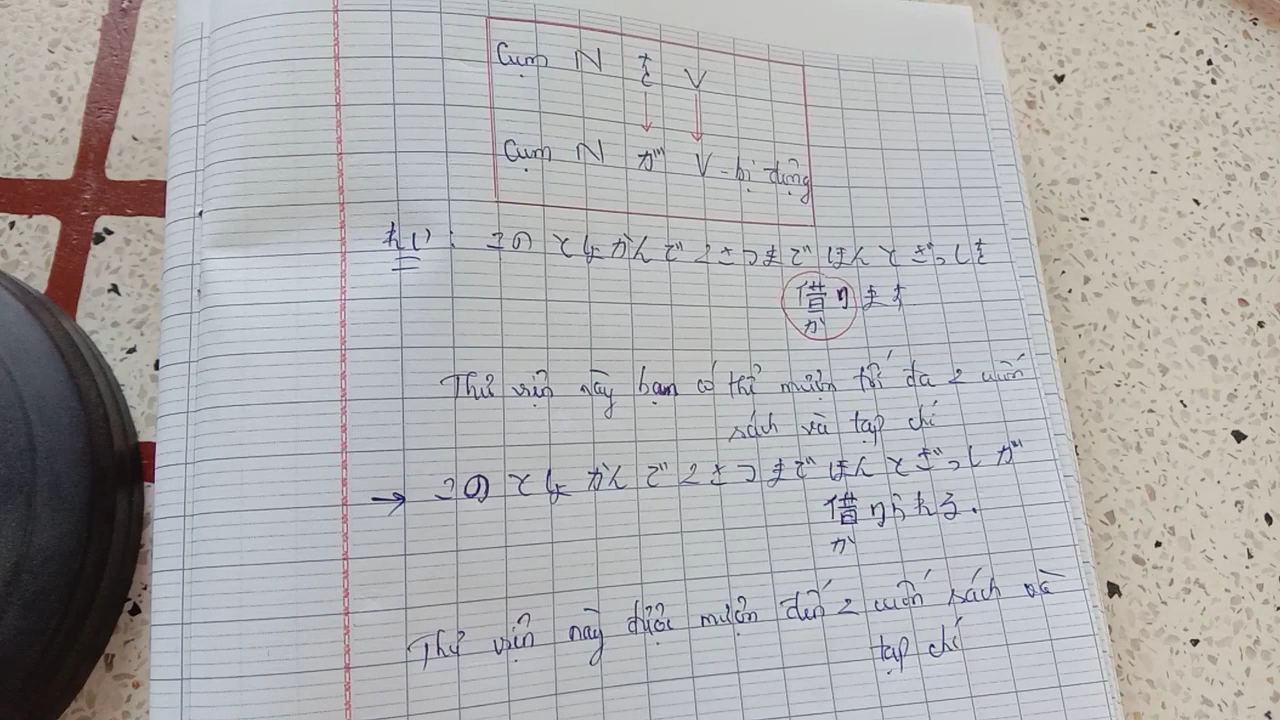 Cụm N を V
Cụm N が V-bị động
れい: このとしょかんで2さつまでほんとざっしを
借ります
か
Thư viện này bạn có thể mượn tối đa 2 cuốn
sách và tạp chí
→ このとしょかんで2さつまでほんとざっしが
借りられる.
か
Thư viện này được mượn đến 2 cuốn sách và
tạp chí